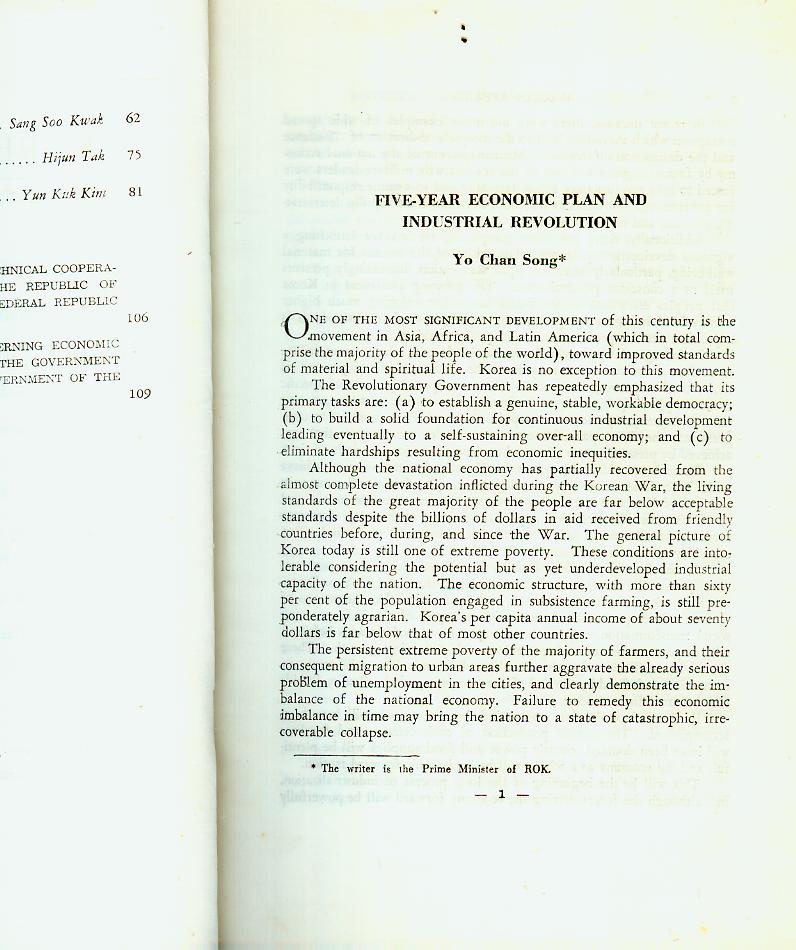 . Sang Soo Kwak 62
...... Hijun Tak 75
... Yun Kuk Kim 81
HNICAL COOPERA-
HE REPUBLIC OF
EDERAL REPUBLIC
106
ERNING ECONOMIC
THE GOVERNMENT
ERNMENT OF THE
109
FIVE-YEAR ECONOMIC PLAN AND
INDUSTRIAL REVOLUTION
Yo Chan Song*
ONE OF THE MOST SIGNIFICANT DEVELOPMENT of this century is the
movement in Asia, Africa, and Latin America (which in total com-
prise the majority of the people of the world), toward improved standards
of material and spiritual life. Korea is no exception to this movement.
The Revolutionary Government has repeatedly emphasized that its
primary tasks are: (a) to establish a genuine, stable, workable democracy;
(b) to build a solid foundation for continuous industrial development
leading eventually to a self-sustaining over-all economy; and (c) to
eliminate hardships resulting from economic inequities.
Although the national economy has partially recovered from the
almost complete devastation inflicted during the Korean War, the living
standards of the great majority of the people are far below acceptable
standards despite the billions of dollars in aid received from friendly
countries before, during, and since the War. The general picture of
Korea today is still one of extreme poverty. These conditions are into-
lerable considering the potential but as yet underdeveloped industrial
capacity of the nation. The economic structure, with more than sixty
per cent of the population engaged in subsistence farming, is still pre-
ponderately agrarian. Korea's per capita annual income of about seventy
dollars is far below that of most other countries.
The persistent extreme poverty of the majority of farmers, and their
consequent migration to urban areas further aggravate the already serious
problem of unemployment in the cities, and clearly demonstrate the im-
balance of the national economy. Failure to remedy this economic
imbalance in time may bring the nation to a state of catastrophic, irre-
coverable collapse.
* The writer is the Prime Minister of ROK.
— 1 —